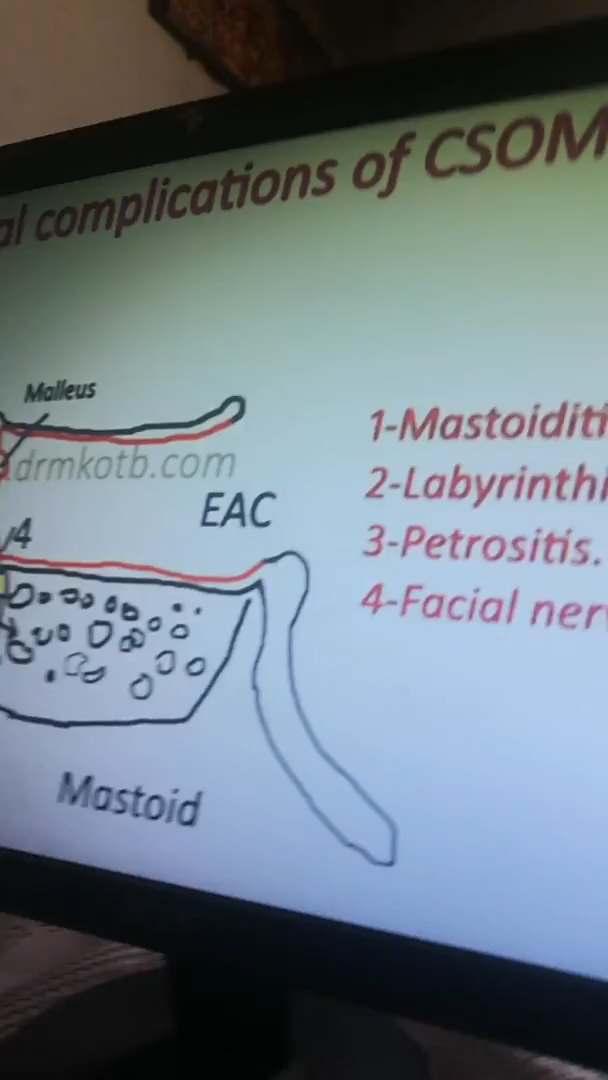 al complications of CSOM
Malleus
drmkotb.com
EAC
4
Mastoid
1-Mastoiditi
2-Labyrinthi
3-Petrositis.
4-Facial ner